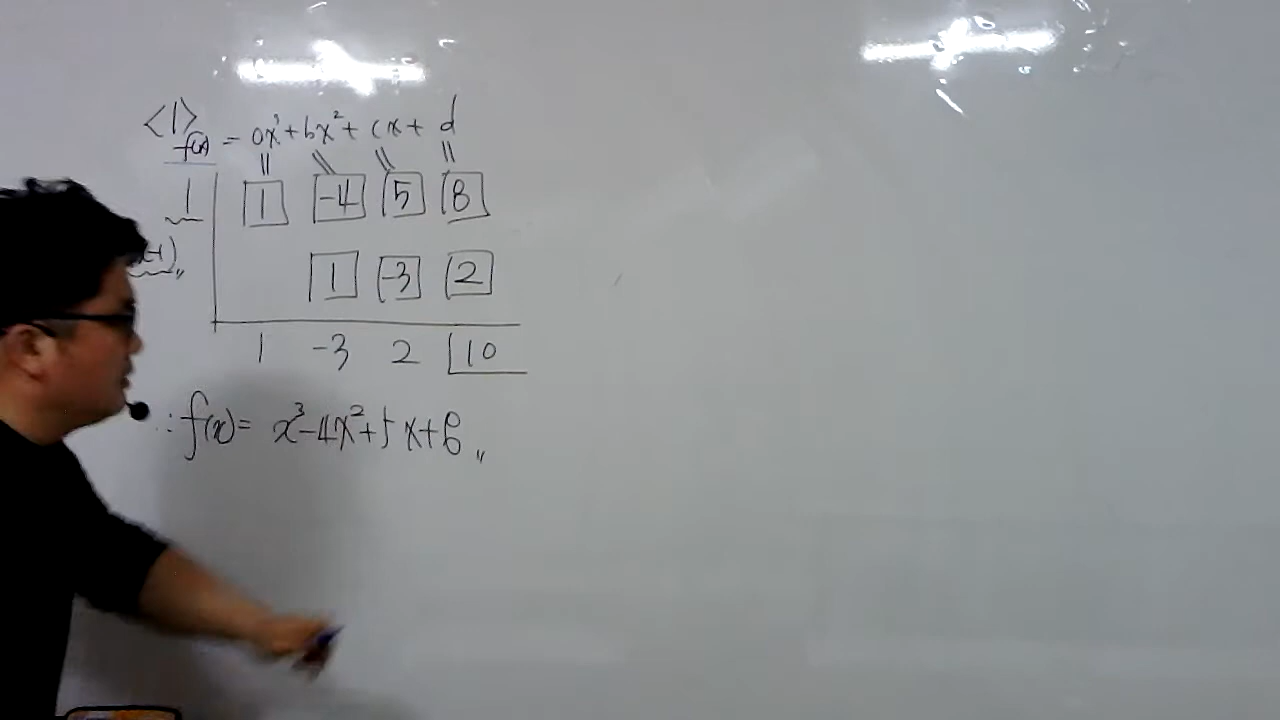 <1>
f(x) = ax³+bx²+cx+d
1 | 1 -4 5 8
(x-1)〃
1 -3 2
1 -3 2 | 10
∴ f(x) = x³-4x²+5x+8〃